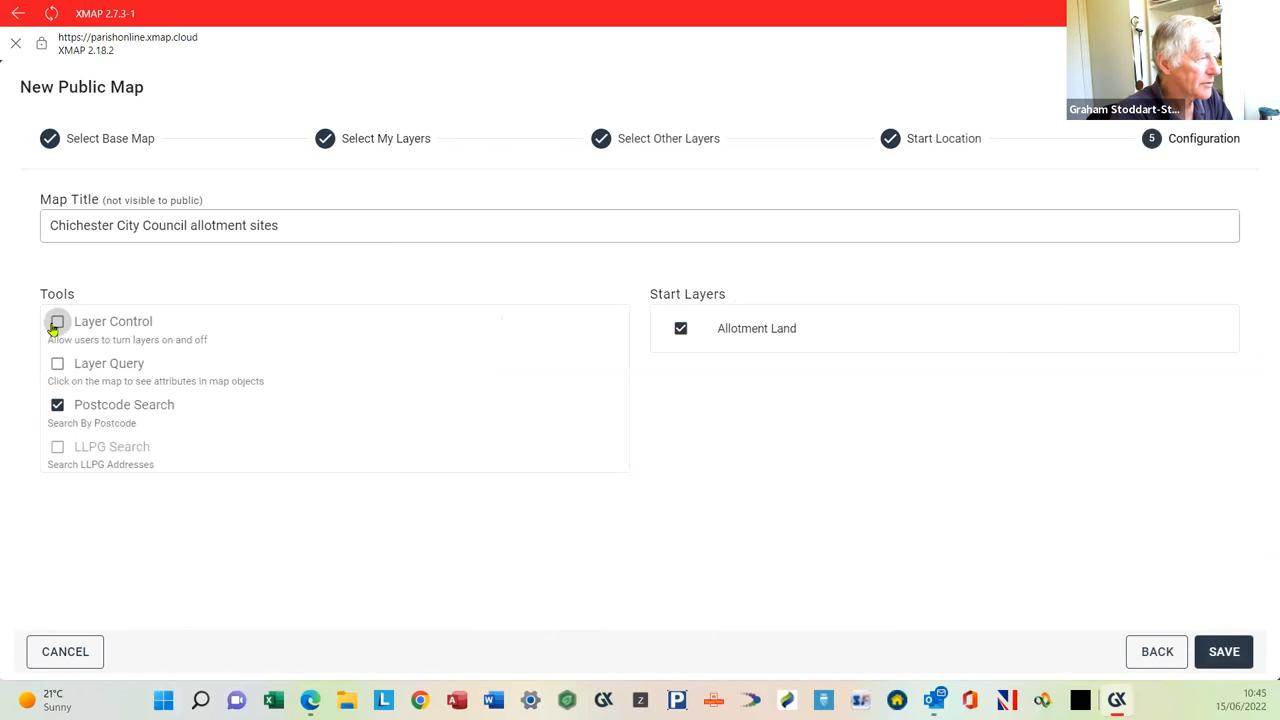 XMAP 2.7.3-1
https://parishonline.xmap.cloud
XMAP 2.18.2
Graham Stoddart-St...
New Public Map
Select Base Map
Select My Layers
Select Other Layers
Start Location
5 Configuration
Map Title (not visible to public)
Chichester City Council allotment sites
Tools
Start Layers
Layer Control
Allow users to turn layers on and off
Allotment Land
Layer Query
Click on the map to see attributes in map objects
Postcode Search
Search By Postcode
LLPG Search
Search LLPG Addresses
CANCEL
BACK
SAVE
21°C
Sunny
10:45
15/06/2022